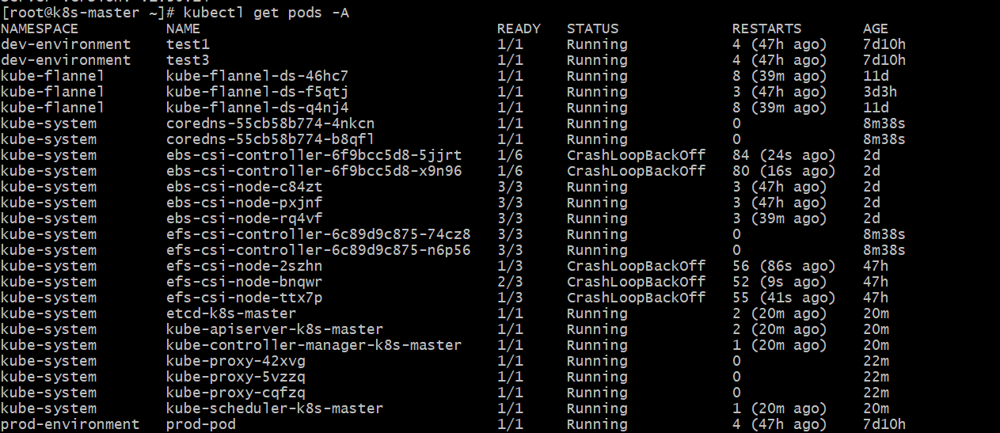 [root@k8s-master ~]# kubectl get pods -A
NAMESPACE NAME READY STATUS RESTARTS AGE
dev-environment test1 1/1 Running 4 (47h ago) 7d10h
dev-environment test3 1/1 Running 4 (47h ago) 7d10h
kube-flannel kube-flannel-ds-46hc7 1/1 Running 8 (39m ago) 11d
kube-flannel kube-flannel-ds-f5qtj 1/1 Running 3 (47h ago) 3d3h
kube-flannel kube-flannel-ds-q4nj4 1/1 Running 8 (39m ago) 11d
kube-system coredns-55cb58b774-4nkcn 1/1 Running 0 8m38s
kube-system coredns-55cb58b774-b8qfl 1/1 Running 0 8m38s
kube-system ebs-csi-controller-6f9bcc5d8-5jjrt 1/6 CrashLoopBackOff 84 (24s ago) 2d
kube-system ebs-csi-controller-6f9bcc5d8-x9n96 1/6 CrashLoopBackOff 80 (16s ago) 2d
kube-system ebs-csi-node-c84zt 3/3 Running 3 (47h ago) 2d
kube-system ebs-csi-node-pxjnf 3/3 Running 3 (47h ago) 2d
kube-system ebs-csi-node-rq4vf 3/3 Running 3 (39m ago) 2d
kube-system efs-csi-controller-6c89d9c875-74cz8 3/3 Running 0 8m38s
kube-system efs-csi-controller-6c89d9c875-n6p56 3/3 Running 0 8m38s
kube-system efs-csi-node-2szhn 1/3 CrashLoopBackOff 56 (86s ago) 47h
kube-system efs-csi-node-bnqwr 2/3 CrashLoopBackOff 52 (9s ago) 47h
kube-system efs-csi-node-ttx7p 1/3 CrashLoopBackOff 55 (41s ago) 47h
kube-system etcd-k8s-master 1/1 Running 2 (20m ago) 20m
kube-system kube-apiserver-k8s-master 1/1 Running 2 (20m ago) 20m
kube-system kube-controller-manager-k8s-master 1/1 Running 1 (20m ago) 20m
kube-system kube-proxy-42xvg 1/1 Running 0 22m
kube-system kube-proxy-5vzzq 1/1 Running 0 22m
kube-system kube-proxy-cqfzq 1/1 Running 0 22m
kube-system kube-scheduler-k8s-master 1/1 Running 1 (20m ago) 20m
prod-environment prod-pod 1/1 Running 4 (47h ago) 7d10h